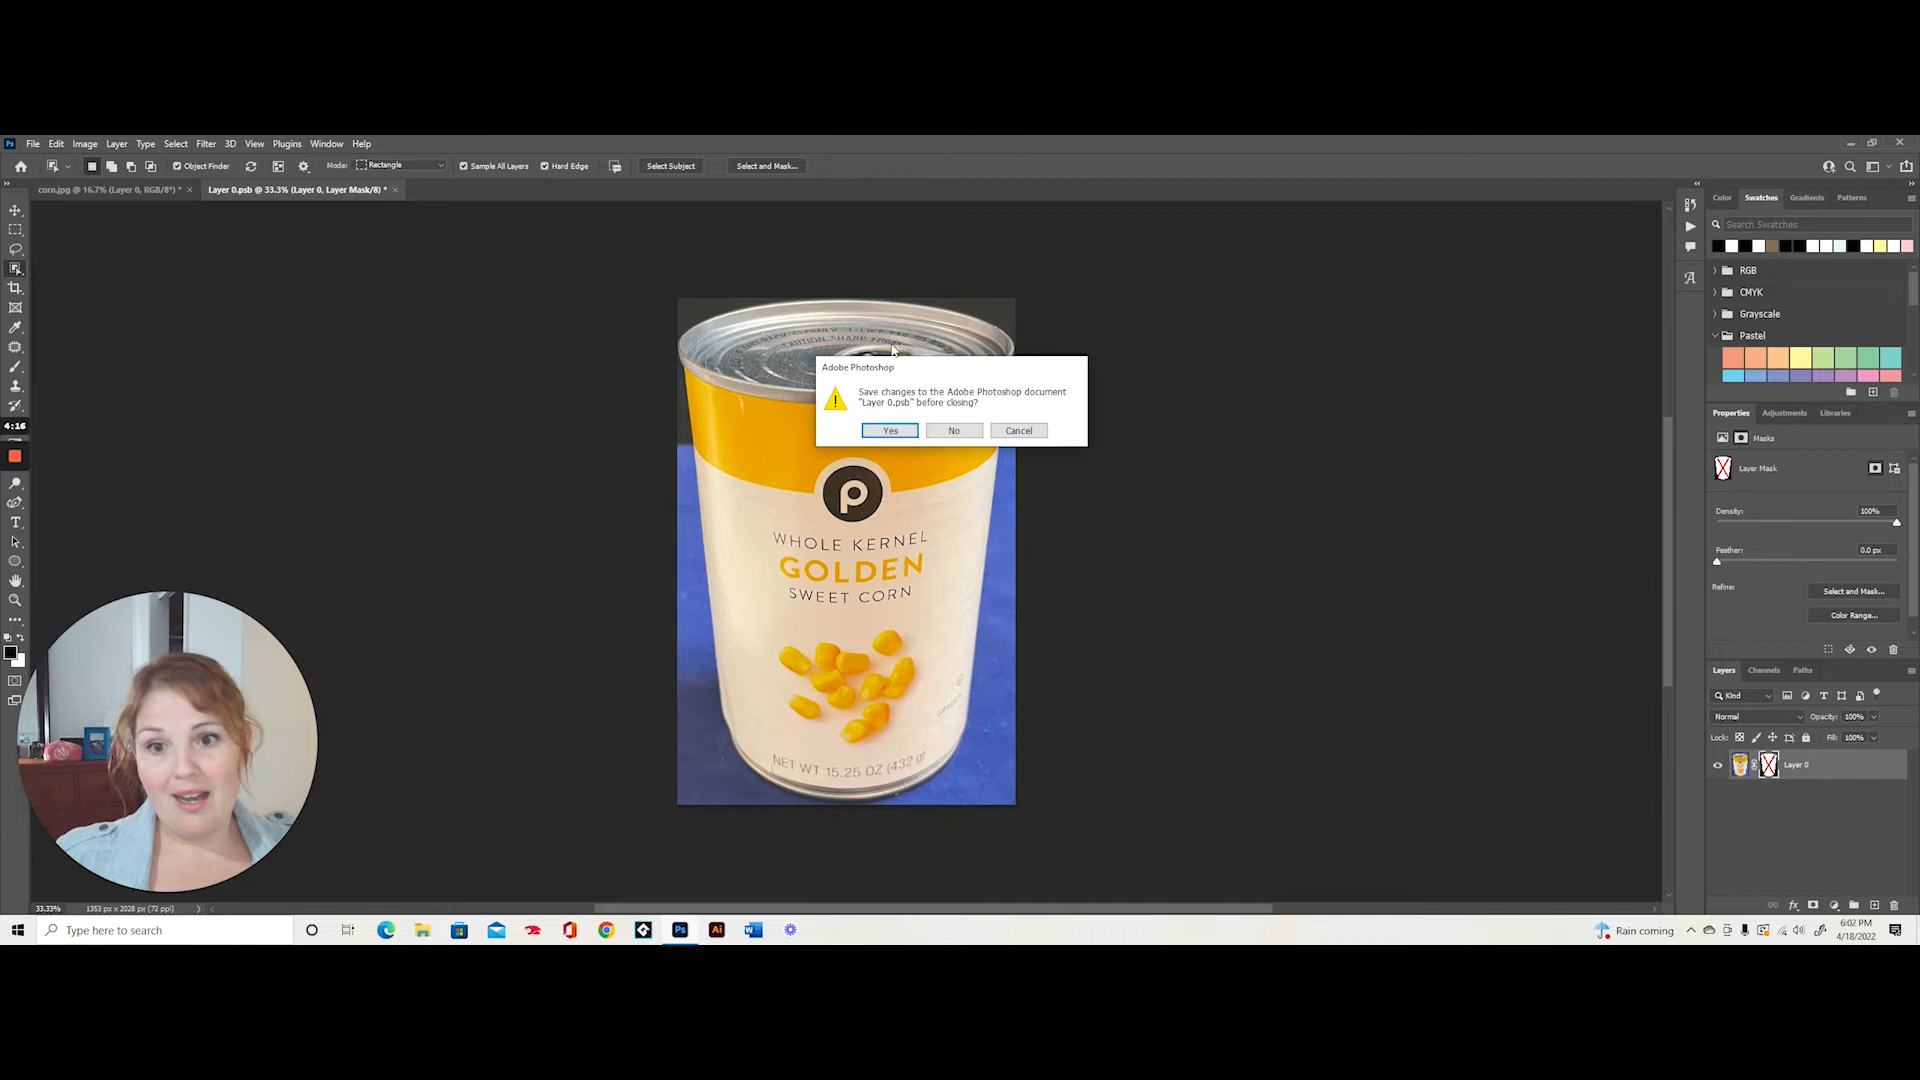 File Edit Image Layer Type Select Filter 3D View Plugins Window Help
Object Finder Mode: Rectangle Sample All Layers Hard Edge Select Subject Select and Mask...
corn.jpg @ 16.7% (Layer 0, RGB/8*) * Layer 0.psb @ 33.3% (Layer 0, Layer Mask/8) *
Color Swatches Gradients Patterns
Search Swatches
RGB
CMYK
Grayscale
Pastel
CAUTION SHARP EDGES
Adobe Photoshop
Save changes to the Adobe Photoshop document
"Layer 0.psb" before closing?
Yes No Cancel
4:16
P
WHOLE KERNEL
GOLDEN
SWEET CORN
GRADE A
NET WT 15.25 OZ (432 g)
Properties Adjustments Libraries
Masks
Layer Mask
Density: 100%
Feather: 0.0 px
Refine: Select and Mask...
Color Range...
Layers Channels Paths
Kind
Normal Opacity: 100%
Lock: Fill: 100%
Layer 0
33.33% 1353 px x 2028 px (72 ppi)
Type here to search
Rain coming
6:02 PM
4/18/2022